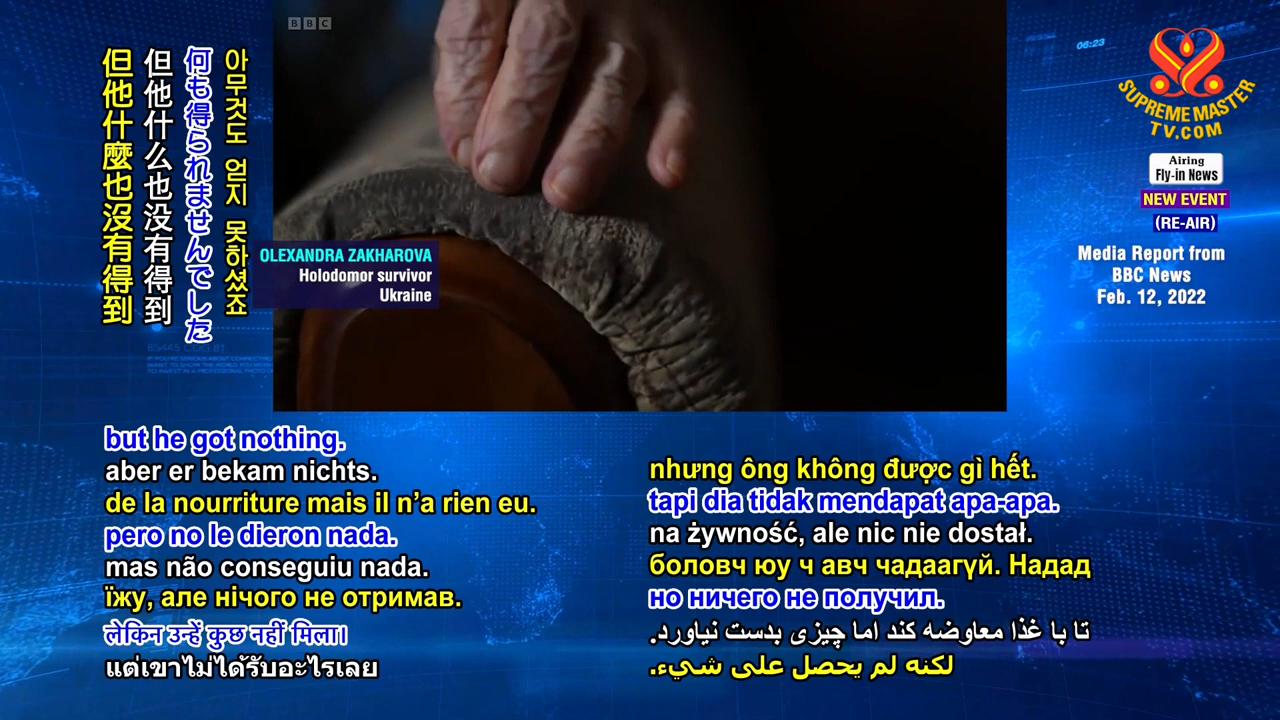 BBC
06:23
SUPREME MASTER
TV.COM
Airing
Fly-in News
NEW EVENT
(RE-AIR)
Media Report from
BBC News
Feb. 12, 2022
아무것도 얻지 못하셨죠
何も得られませんでした
但他什么也没有得到
但他什麼也沒有得到
OLEXANDRA ZAKHAROVA
Holodomor survivor
Ukraine
but he got nothing.
aber er bekam nichts.
de la nourriture mais il n’a rien eu.
pero no le dieron nada.
mas não conseguiu nada.
їжу, але нічого не отримав.
लेकिन उन्हें कुछ नहीं मिला।
แต่เขาไม่ได้รับอะไรเลย
nhưng ông không được gì hết.
tapi dia tidak mendapat apa-apa.
na żywność, ale nic nie dostał.
боловч юу ч авч чадаагүй. Надад
но ничего не получил.
تا با غذا معاوضه کند اما چیزی بدست نیاورد.
لكنه لم يحصل على شيء.